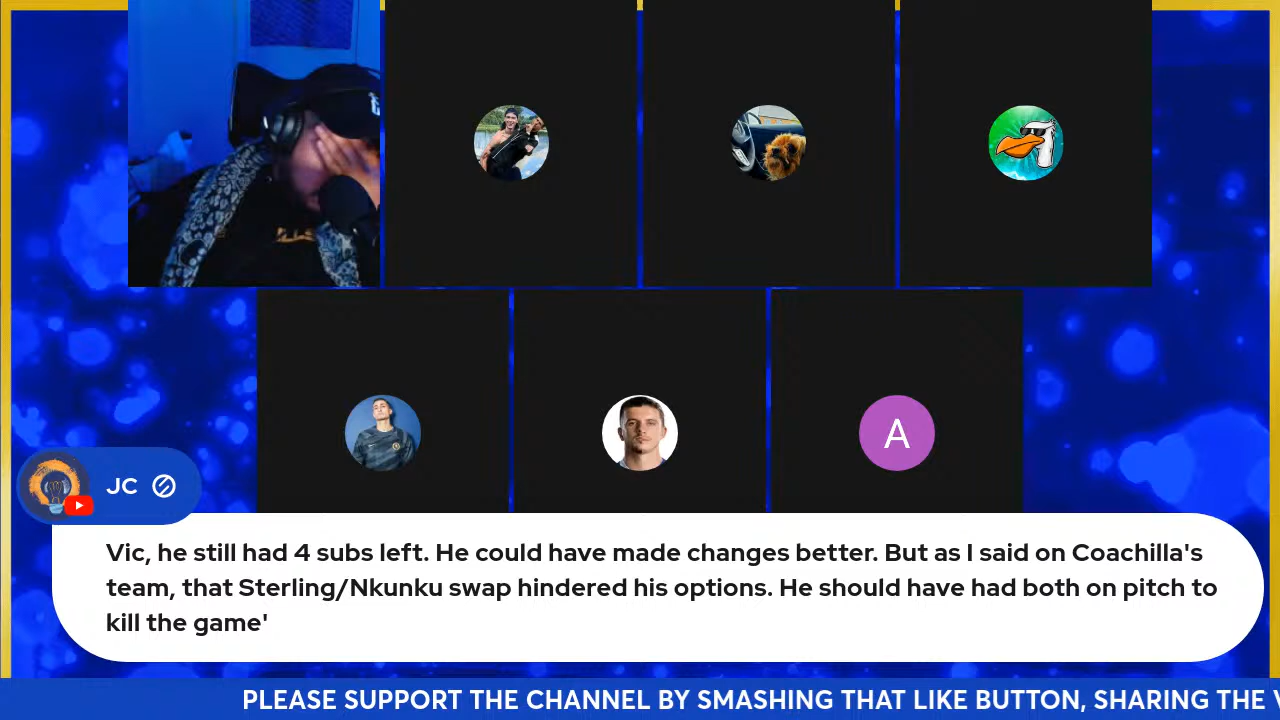 A
JC
Vic, he still had 4 subs left. He could have made changes better. But as I said on Coachilla's
team, that Sterling/Nkunku swap hindered his options. He should have had both on pitch to
kill the game'
PLEASE SUPPORT THE CHANNEL BY SMASHING THAT LIKE BUTTON, SHARING THE